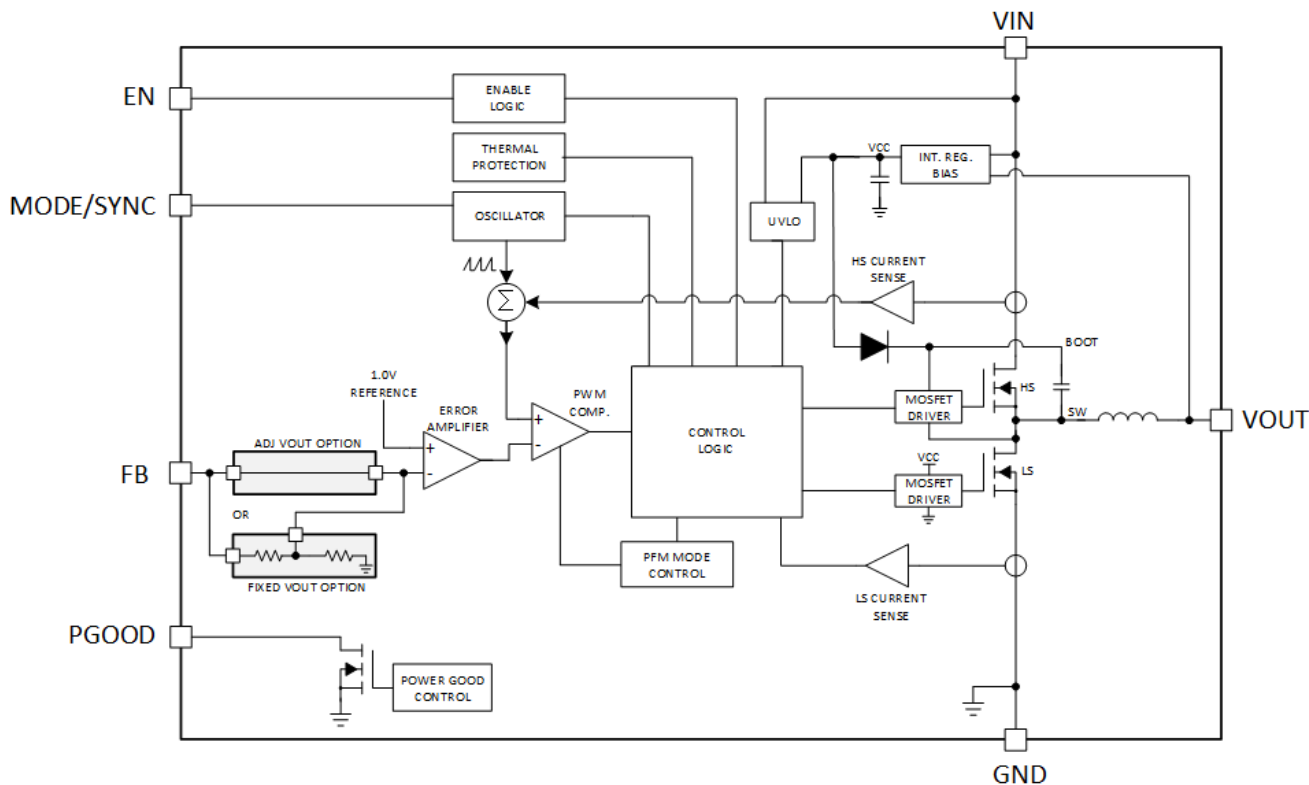 VIN
EN
ENABLE
LOGIC
THERMAL
PROTECTION
VCC
INT. REG.
BIAS
MODE/SYNC
OSCILLATOR
UVLO
HS CURRENT
SENSE
Σ
BOOT
1.0V
REFERENCE
ERROR
AMPLIFIER
PWM
COMP.
MOSFET
DRIVER
HS
SW
VOUT
CONTROL
LOGIC
ADJ VOUT OPTION
+
-
+
-
FB
VCC
MOSFET
DRIVER
LS
OR
FIXED VOUT OPTION
PFM MODE
CONTROL
LS CURRENT
SENSE
PGOOD
POWER GOOD
CONTROL
GND